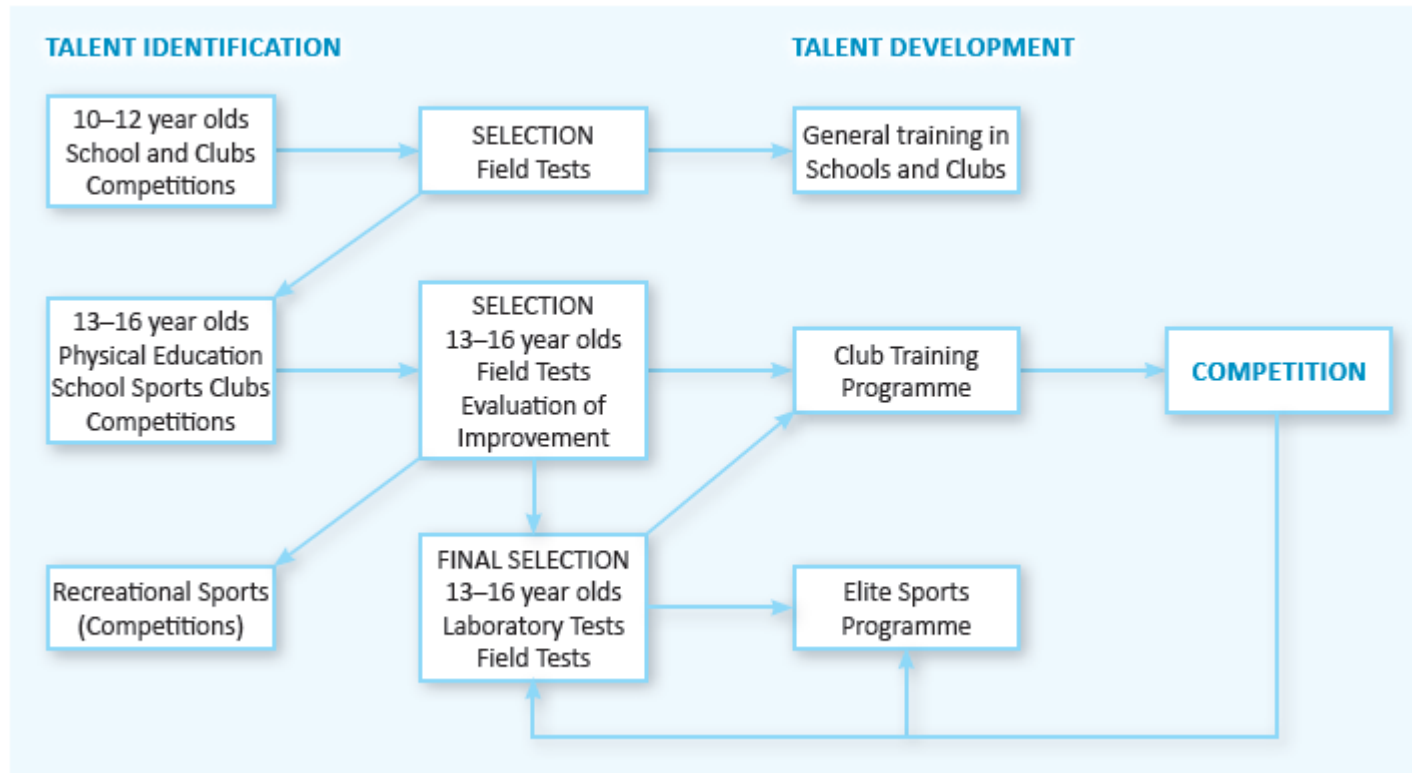 TALENT IDENTIFICATION
TALENT DEVELOPMENT
10–12 year olds
School and Clubs
Competitions
SELECTION
Field Tests
General training in
Schools and Clubs
13–16 year olds
Physical Education
School Sports Clubs
Competitions
SELECTION
13–16 year olds
Field Tests
Evaluation of
Improvement
Club Training
Programme
COMPETITION
Recreational Sports
(Competitions)
FINAL SELECTION
13–16 year olds
Laboratory Tests
Field Tests
Elite Sports
Programme